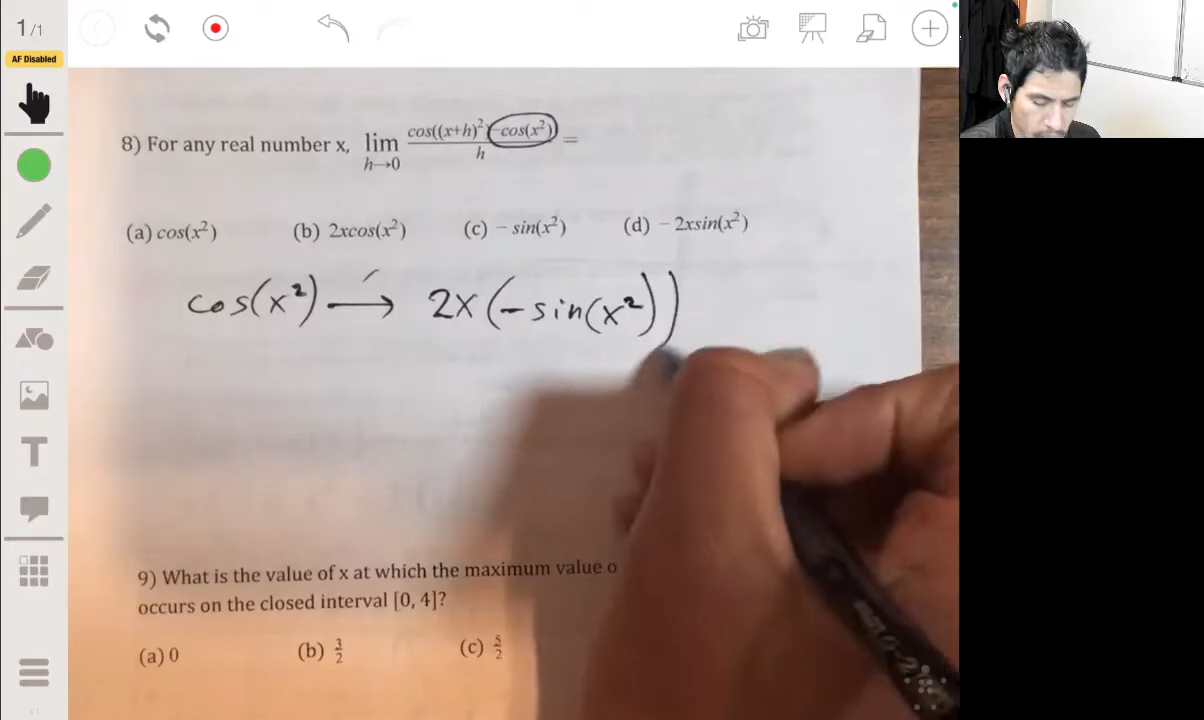 1/1
AF Disabled
8) For any real number x, lim h→0 cos((x+h)²)−cos(x²) / h =
(a) cos(x²) (b) 2xcos(x²) (c) − sin(x²) (d) − 2xsin(x²)
cos(x²) → 2x(−sin(x²))
9) What is the value of x at which the maximum value o
occurs on the closed interval [0, 4]?
(a) 0 (b) 3/2 (c) 5/2
T